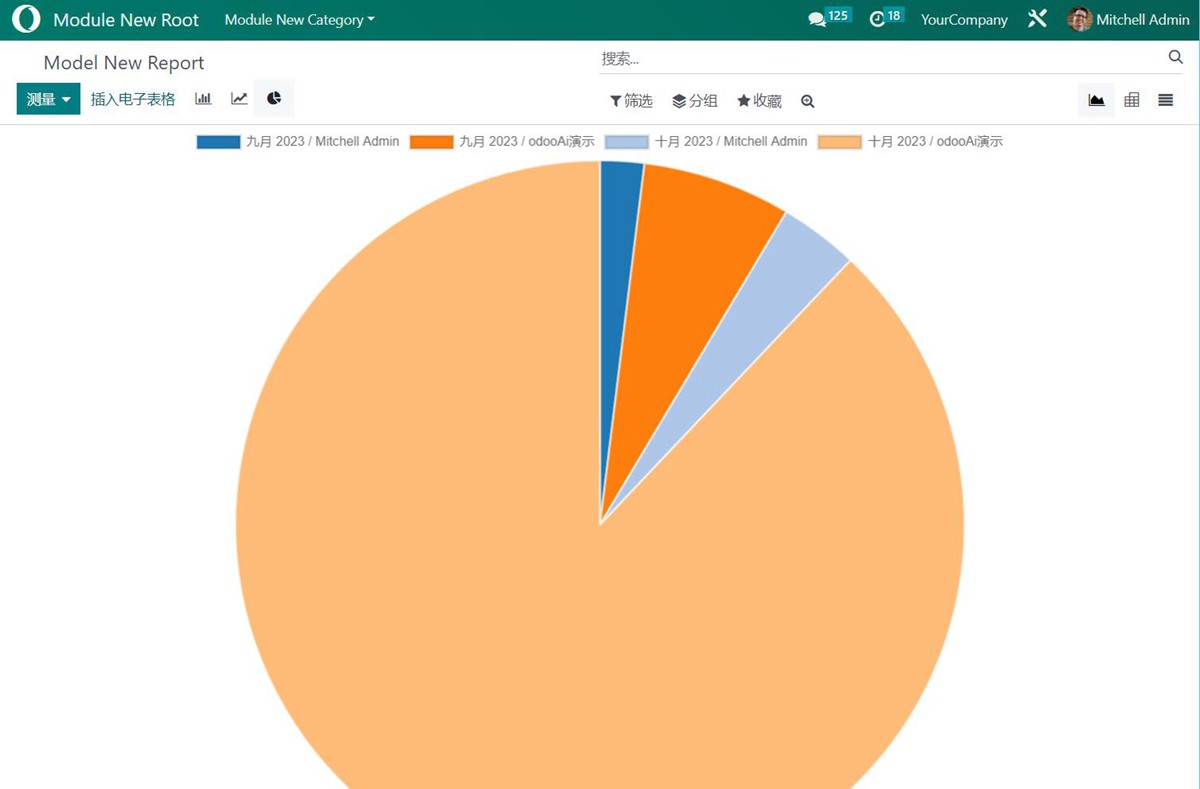 Module New Root Module New Category 125 18 YourCompany Mitchell Admin
Model New Report 搜索...
测量 插入电子表格 筛选 分组 收藏
九月 2023 / Mitchell Admin 九月 2023 / odooAi演示 十月 2023 / Mitchell Admin 十月 2023 / odooAi演示